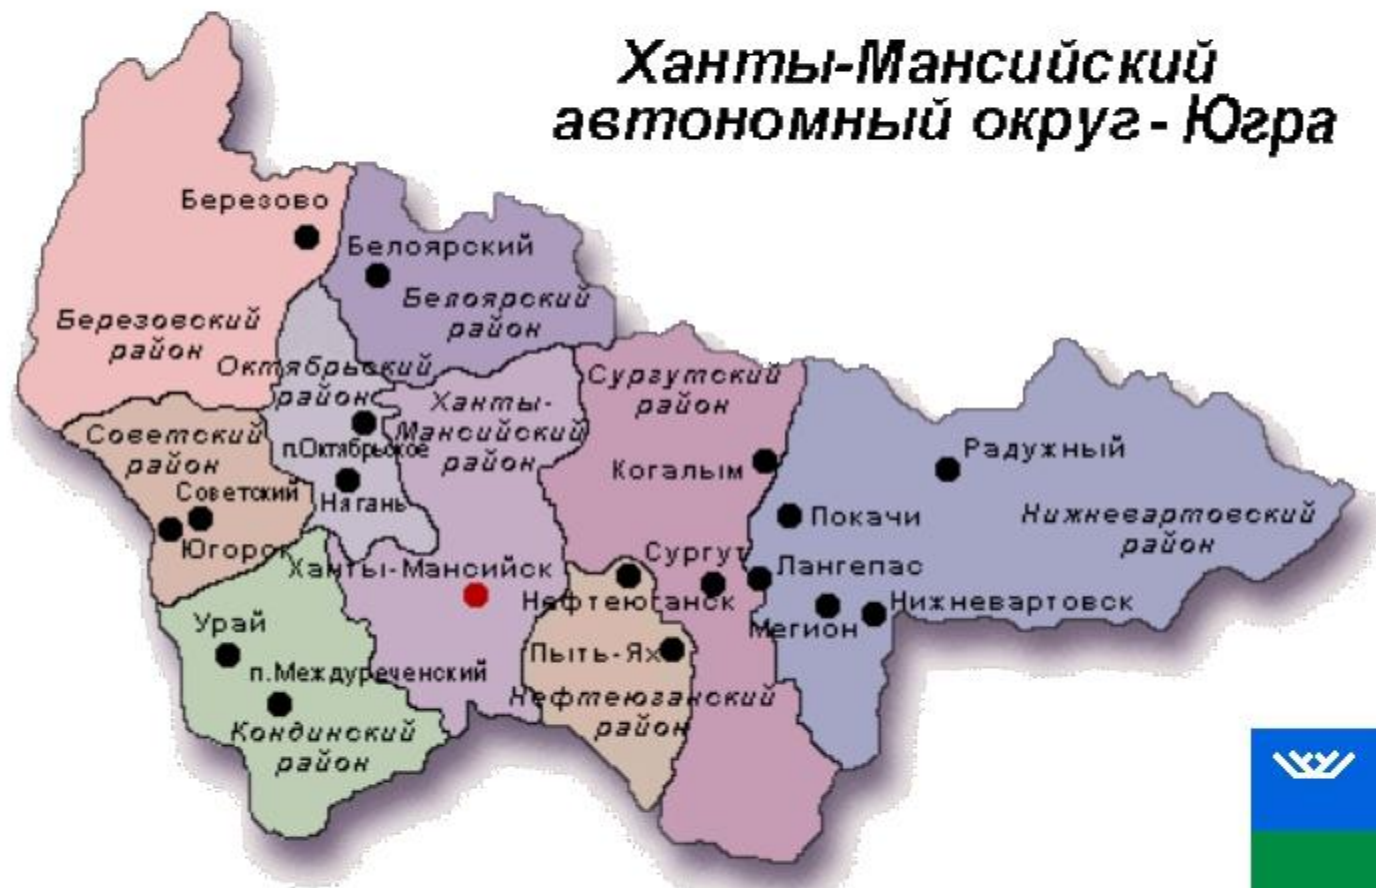 Ханты-Мансийский
автономный округ - Югра
Березово
Белоярский
Белоярский
район
Березовский
район
Октябрьский
район
Ханты-
Мансийский
район
Сургутский
район
Советский
район
п.Октябрьское
Когалым
Радужный
Советский
Нягань
Покачи
Нижневартовский
район
Югорск
Ханты-Мансийск
Сургут
Лангепас
Нефтеюганск
Нижневартовск
Мегион
Урай
Пыть-Ях
п.Междуреченский
Нефтеюганский
район
Кондинский
район